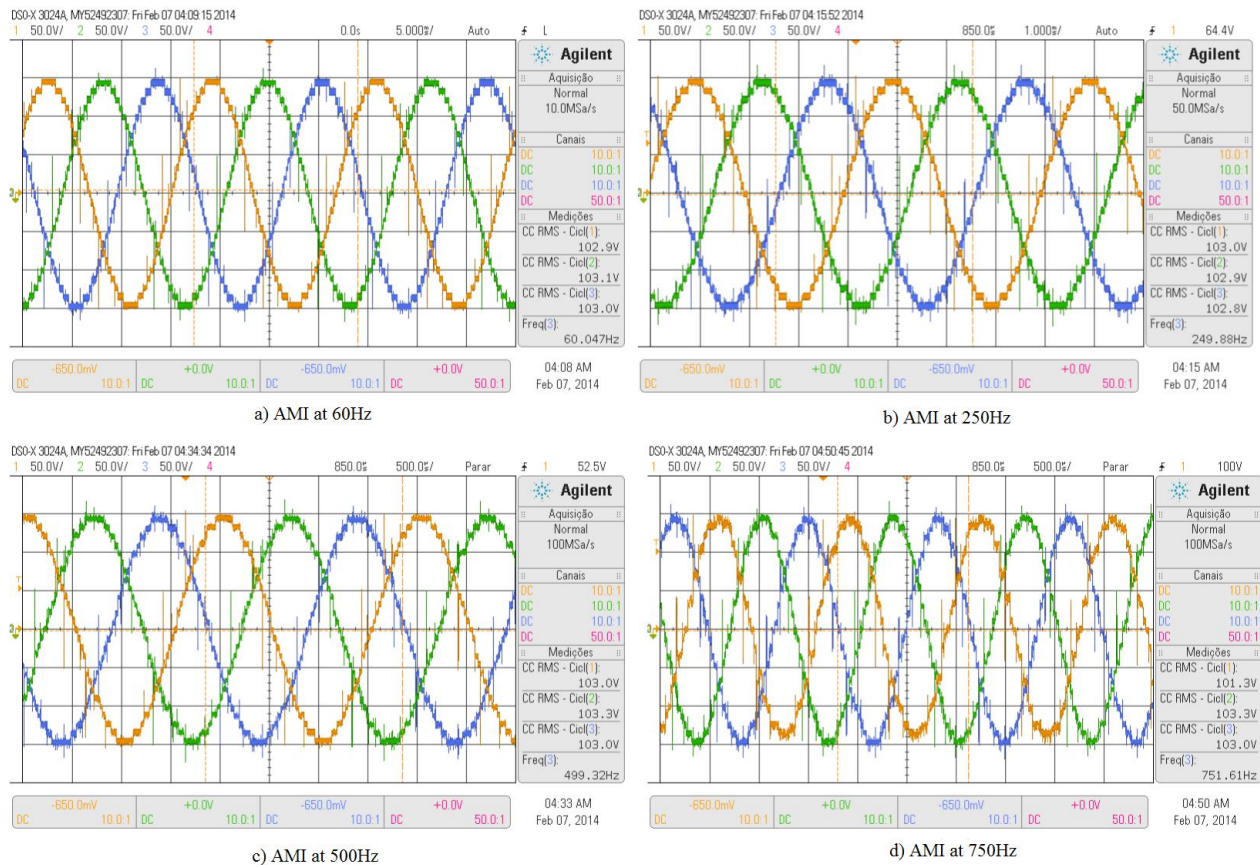 DSO-X 3024A, MY52492307: Fri Feb 07 04:09:15 2014
1 50.0V/ 2 50.0V/ 3 50.0V/ 4 0.0s 5.000ms/ Auto L
Agilent
Aquisição
Normal
10.0MSa/s
Canais
DC 10.0:1
DC 10.0:1
DC 10.0:1
DC 50.0:1
Medições
CC RMS - Cicl(1):
102.9V
CC RMS - Cicl(2):
103.1V
CC RMS - Cicl(3):
103.0V
Freq(3):
60.047Hz
-650.0mV +0.0V -650.0mV +0.0V
DC 10.0:1 DC 10.0:1 DC 10.0:1 DC 50.0:1
04:08 AM
Feb 07, 2014
a) AMI at 60Hz
DSO-X 3024A, MY52492307: Fri Feb 07 04:15:52 2014
1 50.0V/ 2 50.0V/ 3 50.0V/ 4 850.0µs 1.000ms/ Auto 1 64.4V
Agilent
Aquisição
Normal
50.0MSa/s
Canais
DC 10.0:1
DC 10.0:1
DC 10.0:1
DC 50.0:1
Medições
CC RMS - Cicl(1):
103.0V
CC RMS - Cicl(2):
102.9V
CC RMS - Cicl(3):
102.8V
Freq(3):
249.88Hz
-650.0mV +0.0V -650.0mV +0.0V
DC 10.0:1 DC 10.0:1 DC 10.0:1 DC 50.0:1
04:15 AM
Feb 07, 2014
b) AMI at 250Hz
DSO-X 3024A, MY52492307: Fri Feb 07 04:34:34 2014
1 50.0V/ 2 50.0V/ 3 50.0V/ 4 850.0µs 500.0µs/ Parar 1 52.5V
Agilent
Aquisição
Normal
100MSa/s
Canais
DC 10.0:1
DC 10.0:1
DC 10.0:1
DC 50.0:1
Medições
CC RMS - Cicl(1):
103.0V
CC RMS - Cicl(2):
103.3V
CC RMS - Cicl(3):
103.0V
Freq(3):
499.32Hz
-650.0mV +0.0V -650.0mV +0.0V
DC 10.0:1 DC 10.0:1 DC 10.0:1 DC 50.0:1
04:33 AM
Feb 07, 2014
c) AMI at 500Hz
DSO-X 3024A, MY52492307: Fri Feb 07 04:50:45 2014
1 50.0V/ 2 50.0V/ 3 50.0V/ 4 850.0µs 500.0µs/ Parar 1 100V
Agilent
Aquisição
Normal
100MSa/s
Canais
DC 10.0:1
DC 10.0:1
DC 10.0:1
DC 50.0:1
Medições
CC RMS - Cicl(1):
101.3V
CC RMS - Cicl(2):
103.3V
CC RMS - Cicl(3):
103.0V
Freq(3):
751.61Hz
-650.0mV +0.0V -650.0mV +0.0V
DC 10.0:1 DC 10.0:1 DC 10.0:1 DC 50.0:1
04:50 AM
Feb 07, 2014
d) AMI at 750Hz